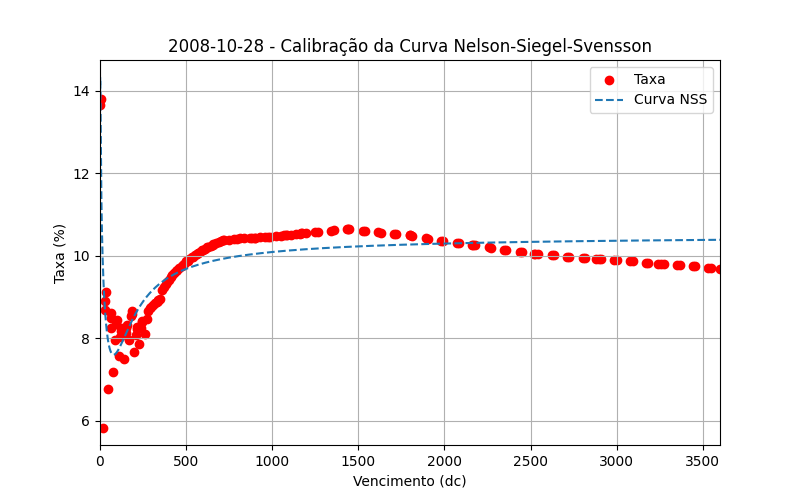 2008-10-28 - Calibração da Curva Nelson-Siegel-Svensson
Taxa
Curva NSS
Taxa (%)
14
12
10
8
6
0 500 1000 1500 2000 2500 3000 3500
Vencimento (dc)